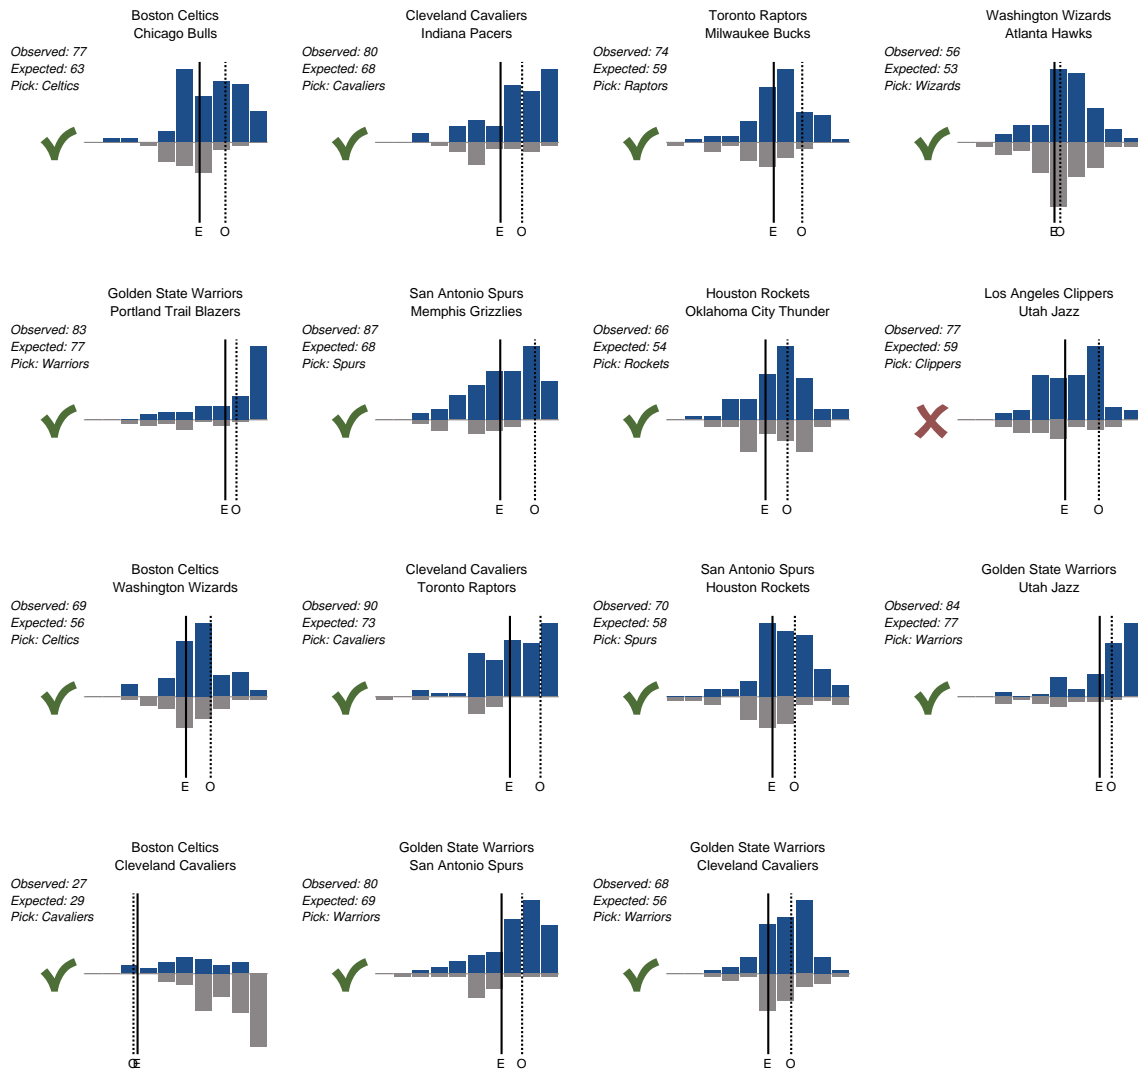 Boston Celtics
Chicago Bulls
Observed: 77
Expected: 63
Pick: Celtics
E O
Cleveland Cavaliers
Indiana Pacers
Observed: 80
Expected: 68
Pick: Cavaliers
E O
Toronto Raptors
Milwaukee Bucks
Observed: 74
Expected: 59
Pick: Raptors
E O
Washington Wizards
Atlanta Hawks
Observed: 56
Expected: 53
Pick: Wizards
E O
Golden State Warriors
Portland Trail Blazers
Observed: 83
Expected: 77
Pick: Warriors
E O
San Antonio Spurs
Memphis Grizzlies
Observed: 87
Expected: 68
Pick: Spurs
E O
Houston Rockets
Oklahoma City Thunder
Observed: 66
Expected: 54
Pick: Rockets
E O
Los Angeles Clippers
Utah Jazz
Observed: 77
Expected: 59
Pick: Clippers
E O
Boston Celtics
Washington Wizards
Observed: 69
Expected: 56
Pick: Celtics
E O
Cleveland Cavaliers
Toronto Raptors
Observed: 90
Expected: 73
Pick: Cavaliers
E O
San Antonio Spurs
Houston Rockets
Observed: 70
Expected: 58
Pick: Spurs
E O
Golden State Warriors
Utah Jazz
Observed: 84
Expected: 77
Pick: Warriors
E O
Boston Celtics
Cleveland Cavaliers
Observed: 27
Expected: 29
Pick: Cavaliers
O E
Golden State Warriors
San Antonio Spurs
Observed: 80
Expected: 69
Pick: Warriors
E O
Golden State Warriors
Cleveland Cavaliers
Observed: 68
Expected: 56
Pick: Warriors
E O